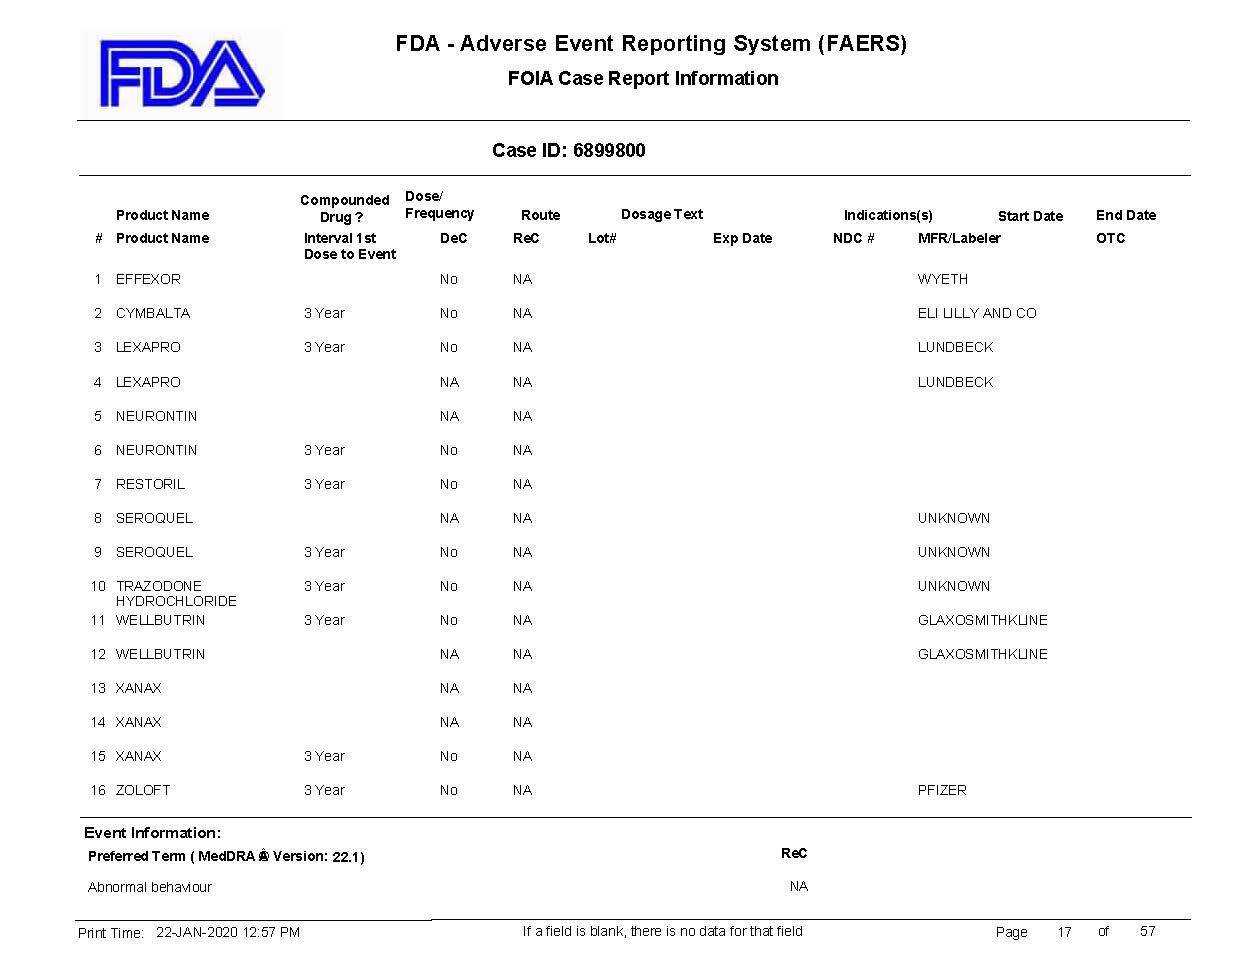 FDA
FDA - Adverse Event Reporting System (FAERS)
FOIA Case Report Information
Case ID: 6899800
Product Name Compounded Drug ? Dose/ Frequency Route Dosage Text Indications(s) Start Date End Date
# Product Name Interval 1st Dose to Event DeC ReC Lot# Exp Date NDC # MFR/Labeler OTC
1 EFFEXOR No NA WYETH
2 CYMBALTA 3 Year No NA ELI LILLY AND CO
3 LEXAPRO 3 Year No NA LUNDBECK
4 LEXAPRO NA NA LUNDBECK
5 NEURONTIN NA NA
6 NEURONTIN 3 Year No NA
7 RESTORIL 3 Year No NA
8 SEROQUEL NA NA UNKNOWN
9 SEROQUEL 3 Year No NA UNKNOWN
10 TRAZODONE 3 Year No NA UNKNOWN
HYDROCHLORIDE
11 WELLBUTRIN 3 Year No NA GLAXOSMITHKLINE
12 WELLBUTRIN NA NA GLAXOSMITHKLINE
13 XANAX NA NA
14 XANAX NA NA
15 XANAX 3 Year No NA
16 ZOLOFT 3 Year No NA PFIZER
Event Information:
Preferred Term ( MedDRA Version: 22.1) ReC
Abnormal behaviour NA
Print Time: 22-JAN-2020 12:57 PM If a field is blank, there is no data for that field Page 17 of 57